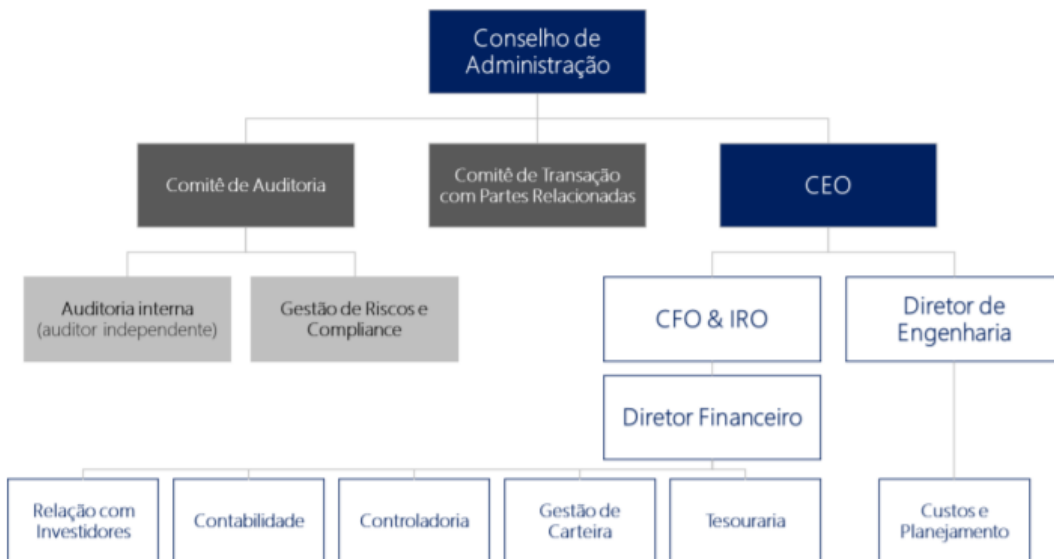 Conselho de
Administração
Comitê de Auditoria
Comitê de Transação
com Partes Relacionadas
CEO
Auditoria interna
(auditor independente)
Gestão de Riscos e
Compliance
CFO & IRO
Diretor de
Engenharia
Diretor Financeiro
Relação com
Investidores
Contabilidade
Controladoria
Gestão de
Carteira
Tesouraria
Custos e
Planejamento